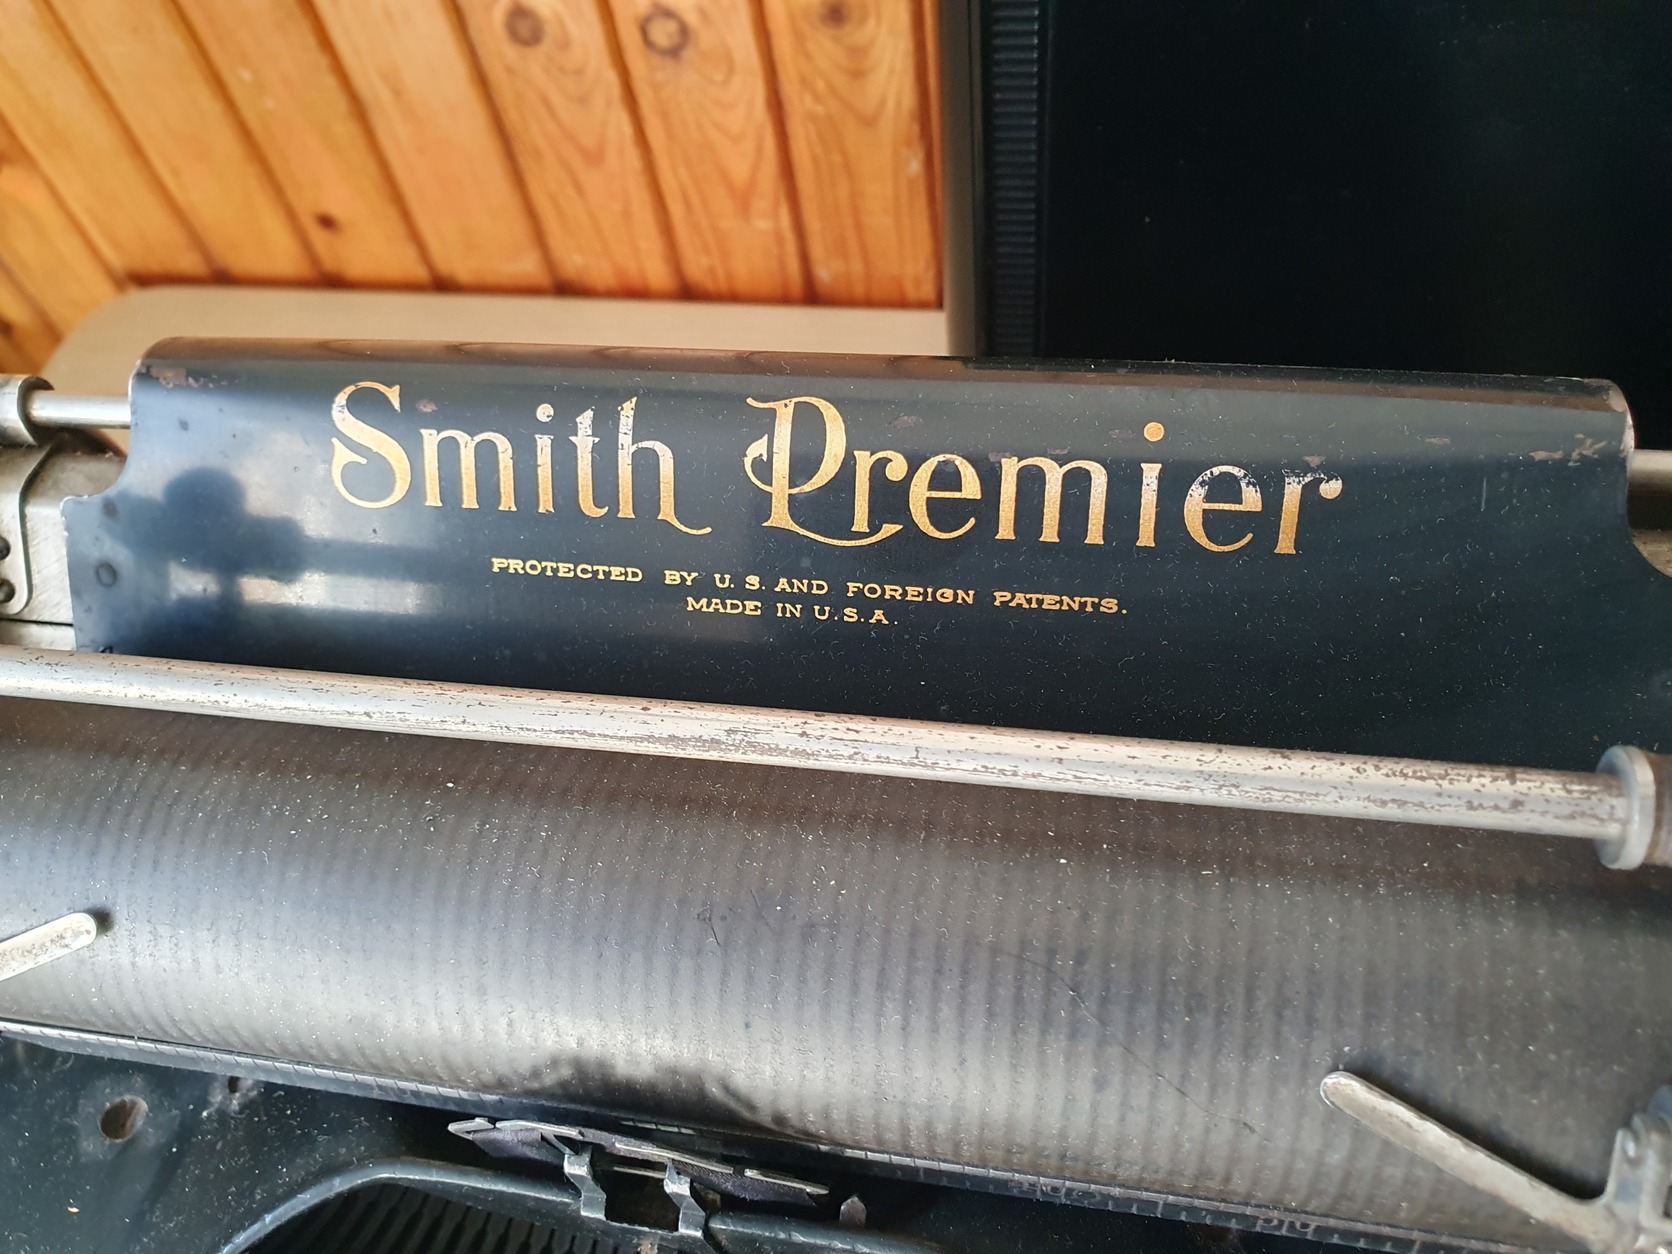 Smith Premier
PROTECTED BY U. S. AND FOREIGN PATENTS.
MADE IN U.S.A.